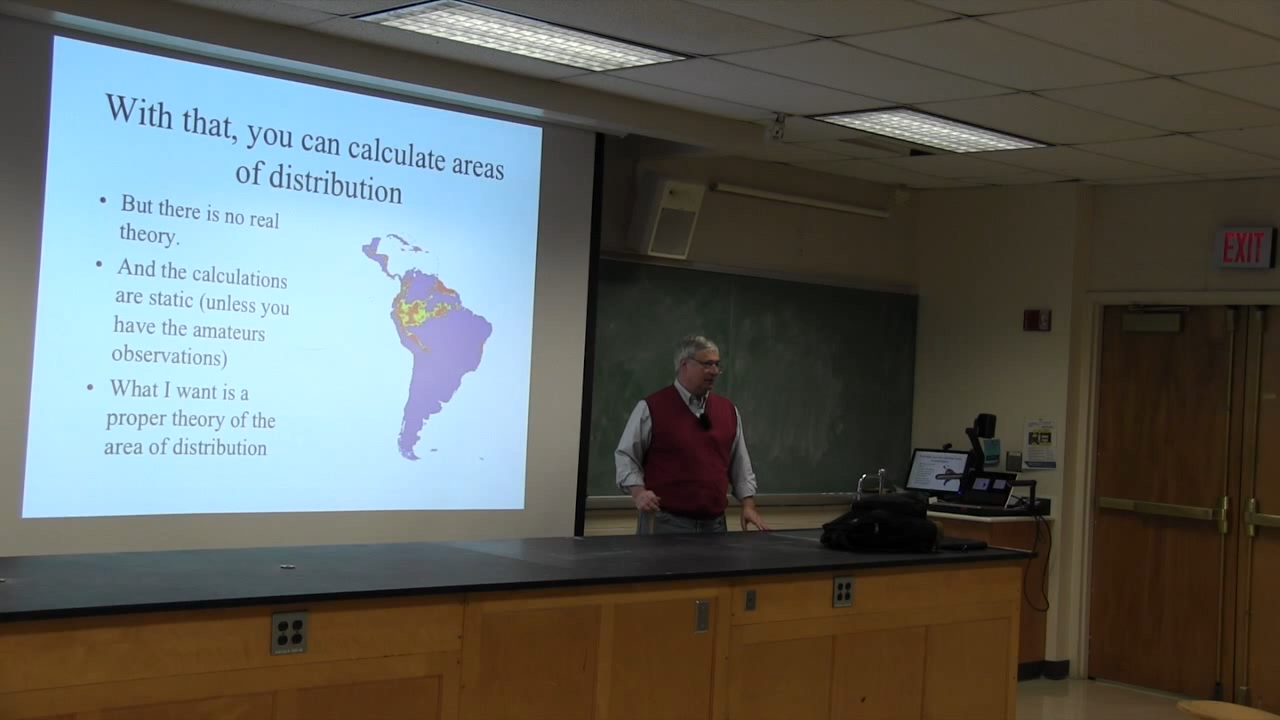 With that, you can calculate areas
of distribution
• But there is no real
theory.
• And the calculations
are static (unless you
have the amateurs
observations)
• What I want is a
proper theory of the
area of distribution
EXIT